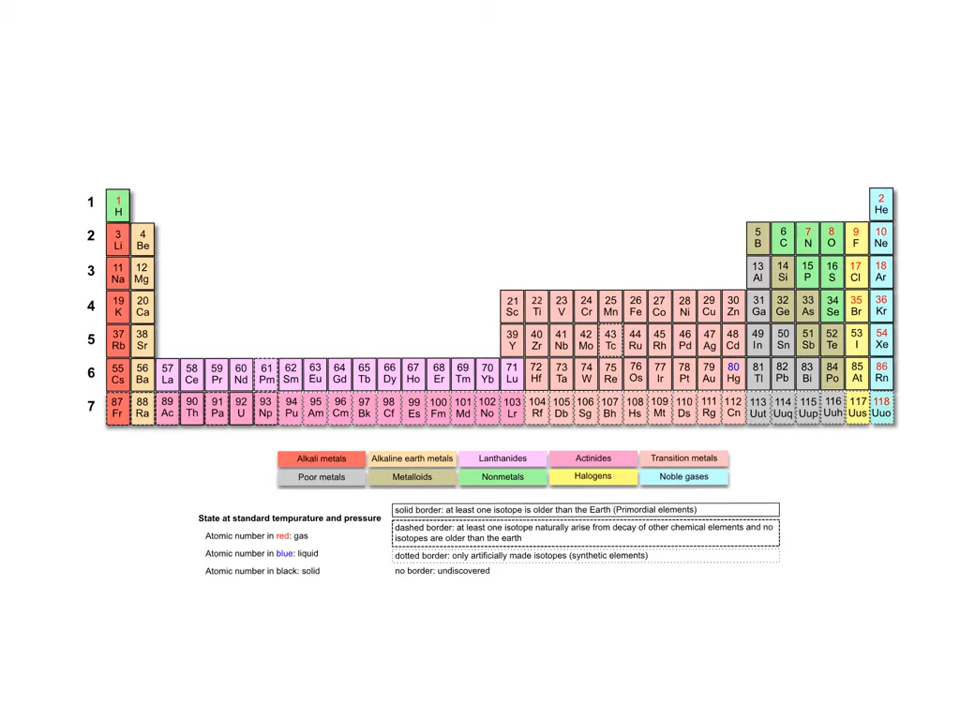 1 1 2
H He
2 3 4 5 6 7 8 9 10
Li Be B C N O F Ne
3 11 12 13 14 15 16 17 18
Na Mg Al Si P S Cl Ar
4 19 20 21 22 23 24 25 26 27 28 29 30 31 32 33 34 35 36
K Ca Sc Ti V Cr Mn Fe Co Ni Cu Zn Ga Ge As Se Br Kr
5 37 38 39 40 41 42 43 44 45 46 47 48 49 50 51 52 53 54
Rb Sr Y Zr Nb Mo Tc Ru Rh Pd Ag Cd In Sn Sb Te I Xe
6 55 56 57 58 59 60 61 62 63 64 65 66 67 68 69 70 71 72 73 74 75 76 77 78 79 80 81 82 83 84 85 86
Cs Ba La Ce Pr Nd Pm Sm Eu Gd Tb Dy Ho Er Tm Yb Lu Hf Ta W Re Os Ir Pt Au Hg Tl Pb Bi Po At Rn
7 87 88 89 90 91 92 93 94 95 96 97 98 99 100 101 102 103 104 105 106 107 108 109 110 111 112 113 114 115 116 117 118
Fr Ra Ac Th Pa U Np Pu Am Cm Bk Cf Es Fm Md No Lr Rf Db Sg Bh Hs Mt Ds Rg Cn Uut Uuq Uup Uuh Uus Uuo
Alkali metals Alkaline earth metals Lanthanides Actinides Transition metals
Poor metals Metalloids Nonmetals Halogens Noble gases
State at standard tempurature and pressure
Atomic number in red: gas
Atomic number in blue: liquid
Atomic number in black: solid
solid border: at least one isotope is older than the Earth (Primordial elements)
dashed border: at least one isotope naturally arise from decay of other chemical elements and no
isotopes are older than the earth
dotted border: only artificially made isotopes (synthetic elements)
no border: undiscovered